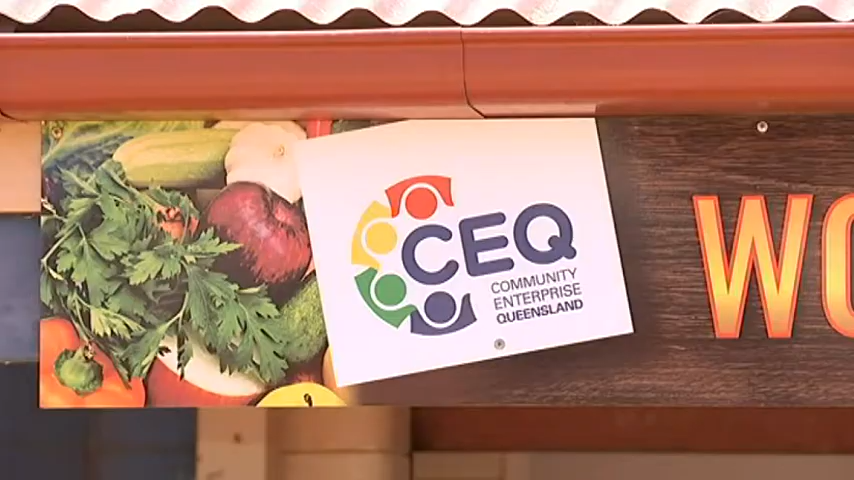 CEQ
COMMUNITY
ENTERPRISE
QUEENSLAND
WO